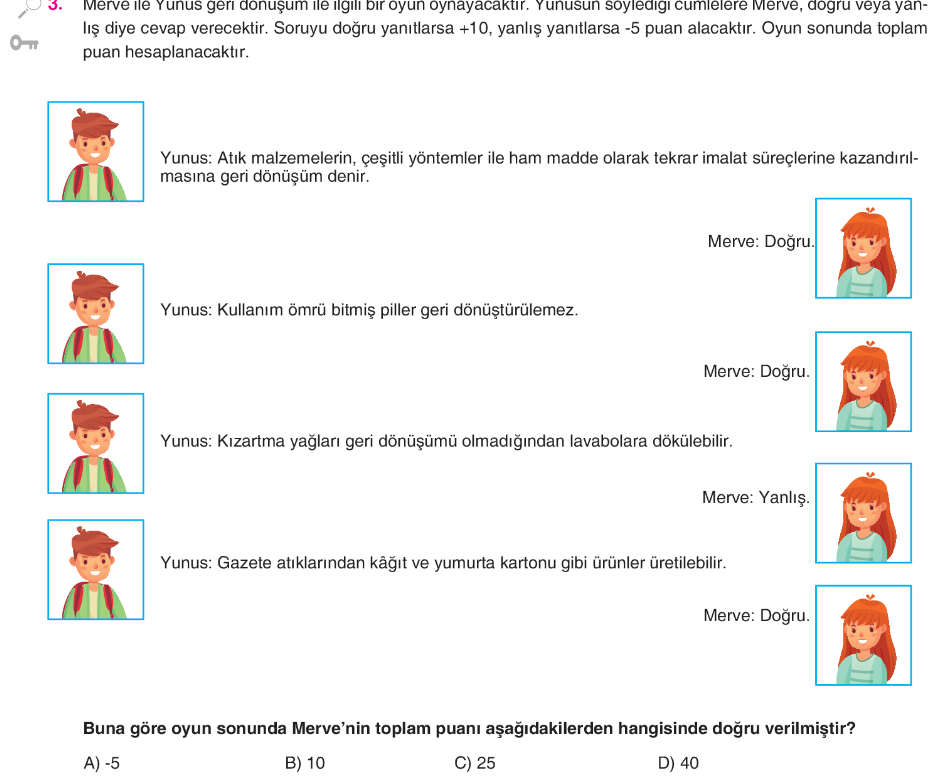 3. Merve ile Yunus geri dönüşüm ile ilgili bir oyun oynayacaktır. Yunusun söylediği cümlelere Merve, doğru veya yan-
lış diye cevap verecektir. Soruyu doğru yanıtlarsa +10, yanlış yanıtlarsa -5 puan alacaktır. Oyun sonunda toplam
puan hesaplanacaktır.
Yunus: Atık malzemelerin, çeşitli yöntemler ile ham madde olarak tekrar imalat süreçlerine kazandırıl-
masına geri dönüşüm denir.
Merve: Doğru.
Yunus: Kullanım ömrü bitmiş piller geri dönüştürülemez.
Merve: Doğru.
Yunus: Kızartma yağları geri dönüşümü olmadığından lavabolara dökülebilir.
Merve: Yanlış.
Yunus: Gazete atıklarından kâğıt ve yumurta kartonu gibi ürünler üretilebilir.
Merve: Doğru.
Buna göre oyun sonunda Merve'nin toplam puanı aşağıdakilerden hangisinde doğru verilmiştir?
A) -5 B) 10 C) 25 D) 40